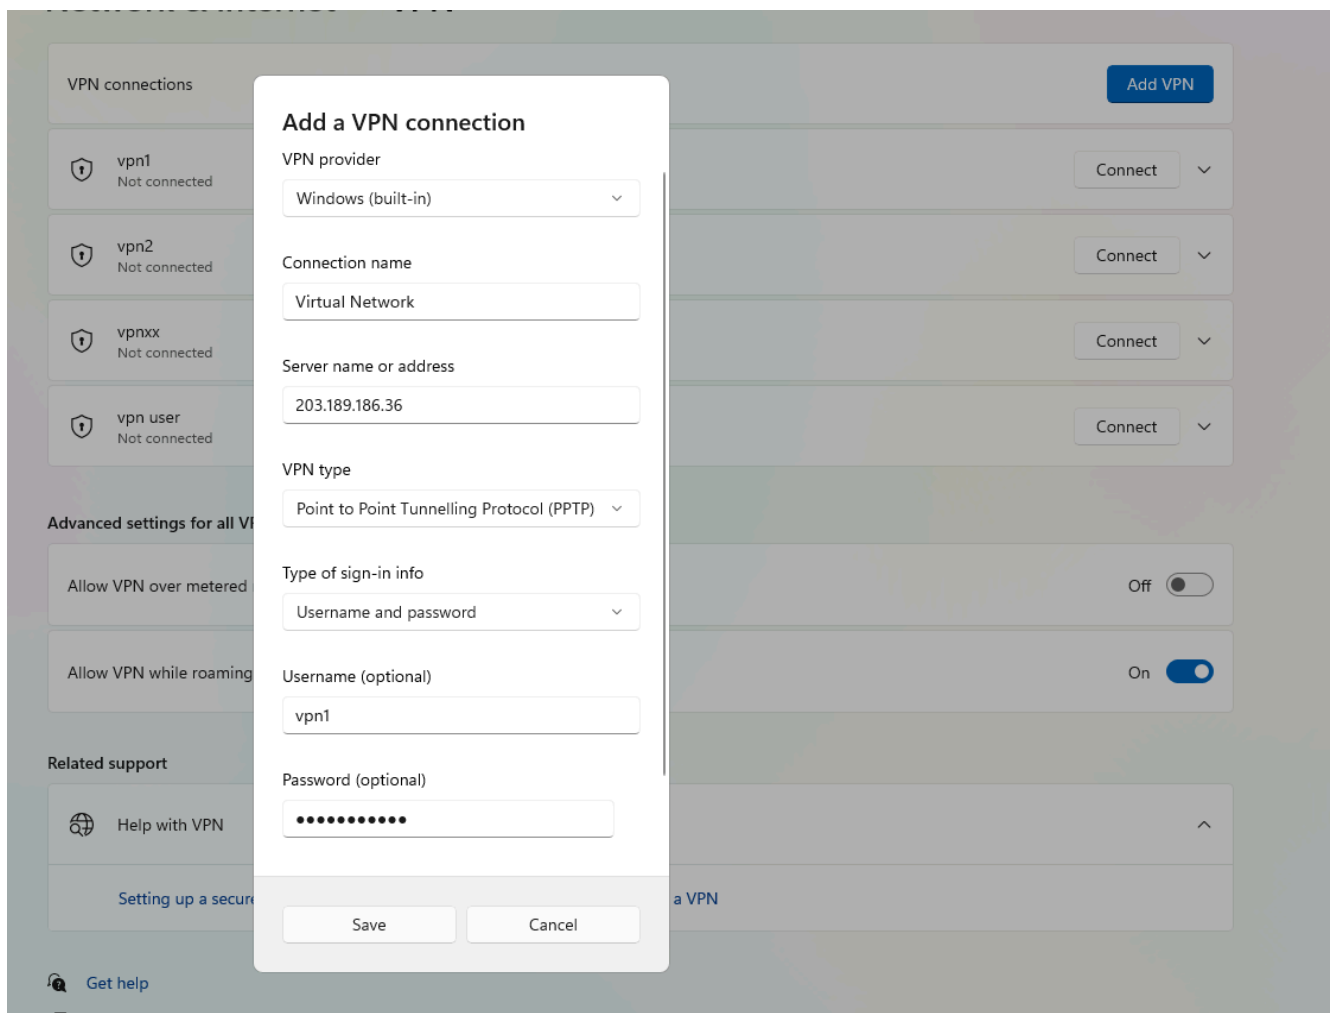 VPN connections
Add VPN
vpn1
Not connected
Connect
vpn2
Not connected
Connect
vpnxx
Not connected
Connect
vpn user
Not connected
Connect
Advanced settings for all
Allow VPN over metered
Off
Allow VPN while roaming
On
Related support
Help with VPN
Setting up a
a VPN
Get help
Add a VPN connection
VPN provider
Windows (built-in)
Connection name
Virtual Network
Server name or address
203.189.186.36
VPN type
Point to Point Tunnelling Protocol (PPTP)
Type of sign-in info
Username and password
Username (optional)
vpn1
Password (optional)
•••••••••••
Save
Cancel